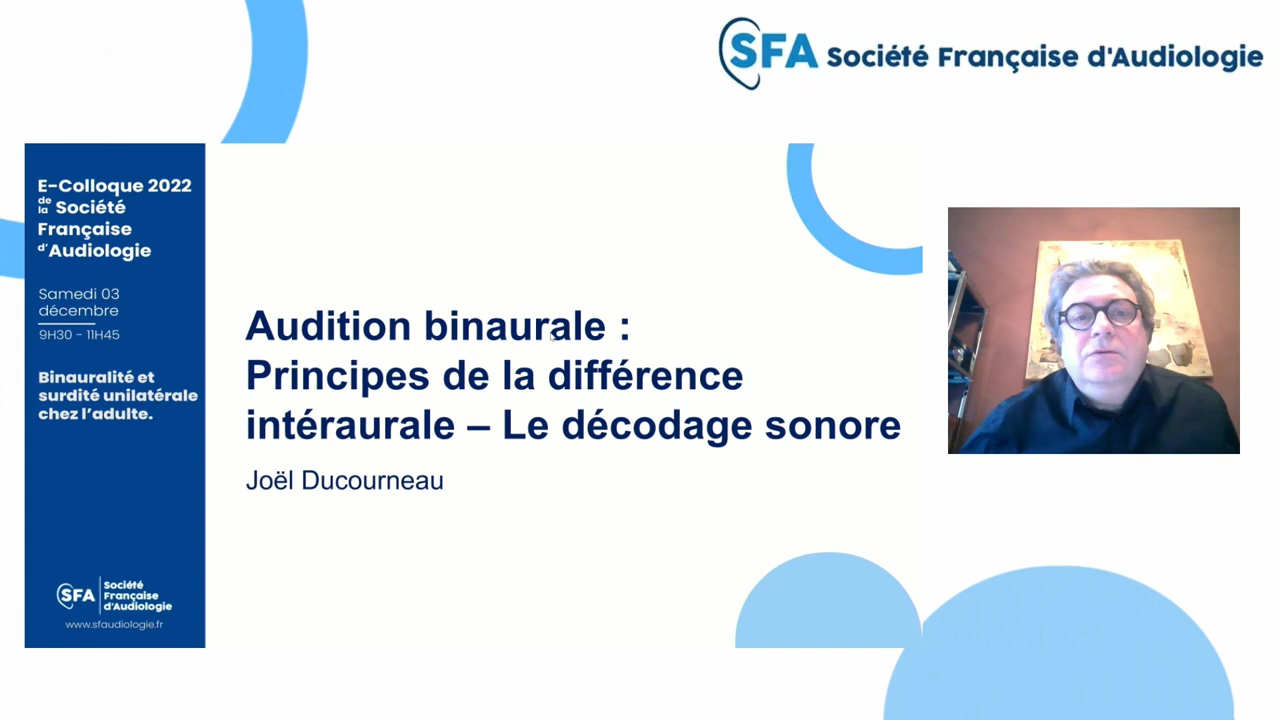 SFA Société Française d'Audiologie
E-Colloque 2022
de la Société
Française
d'Audiologie
Samedi 03
décembre
9H30 - 11H45
Binauralité et
surdité unilatérale
chez l'adulte.
SFA Société
Française
d'Audiologie
www.sfaudiologie.fr
Audition binaurale :
Principes de la différence
intéraurale – Le décodage sonore
Joël Ducourneau